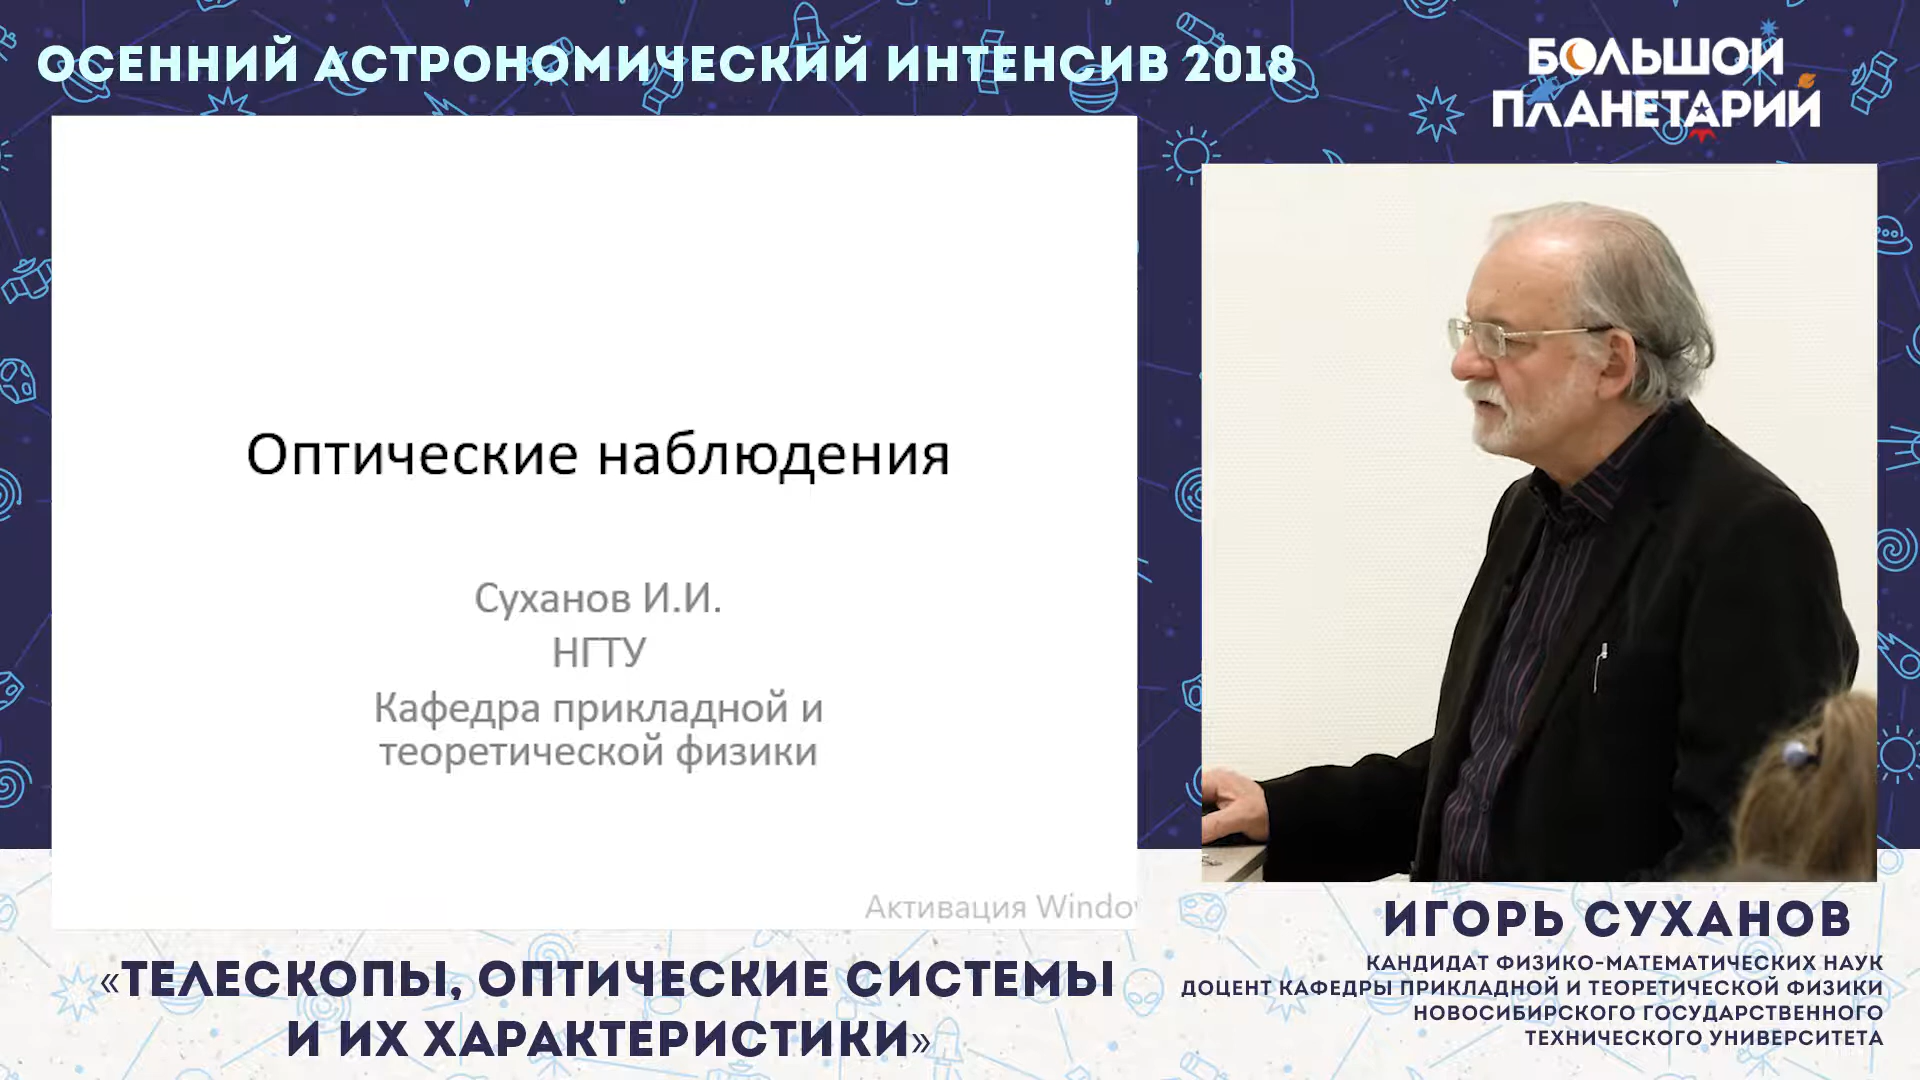 ОСЕННИЙ АСТРОНОМИЧЕСКИЙ ИНТЕНСИВ 2018
БОЛЬШОЙ
ПЛАНЕТАРИЙ
Оптические наблюдения
Суханов И.И.
НГТУ
Кафедра прикладной и
теоретической физики
Активация Windo
«ТЕЛЕСКОПЫ, ОПТИЧЕСКИЕ СИСТЕМЫ
И ИХ ХАРАКТЕРИСТИКИ»
ИГОРЬ СУХАНОВ
КАНДИДАТ ФИЗИКО-МАТЕМАТИЧЕСКИХ НАУК
ДОЦЕНТ КАФЕДРЫ ПРИКЛАДНОЙ И ТЕОРЕТИЧЕСКОЙ ФИЗИКИ
НОВОСИБИРСКОГО ГОСУДАРСТВЕННОГО
ТЕХНИЧЕСКОГО УНИВЕРСИТЕТА